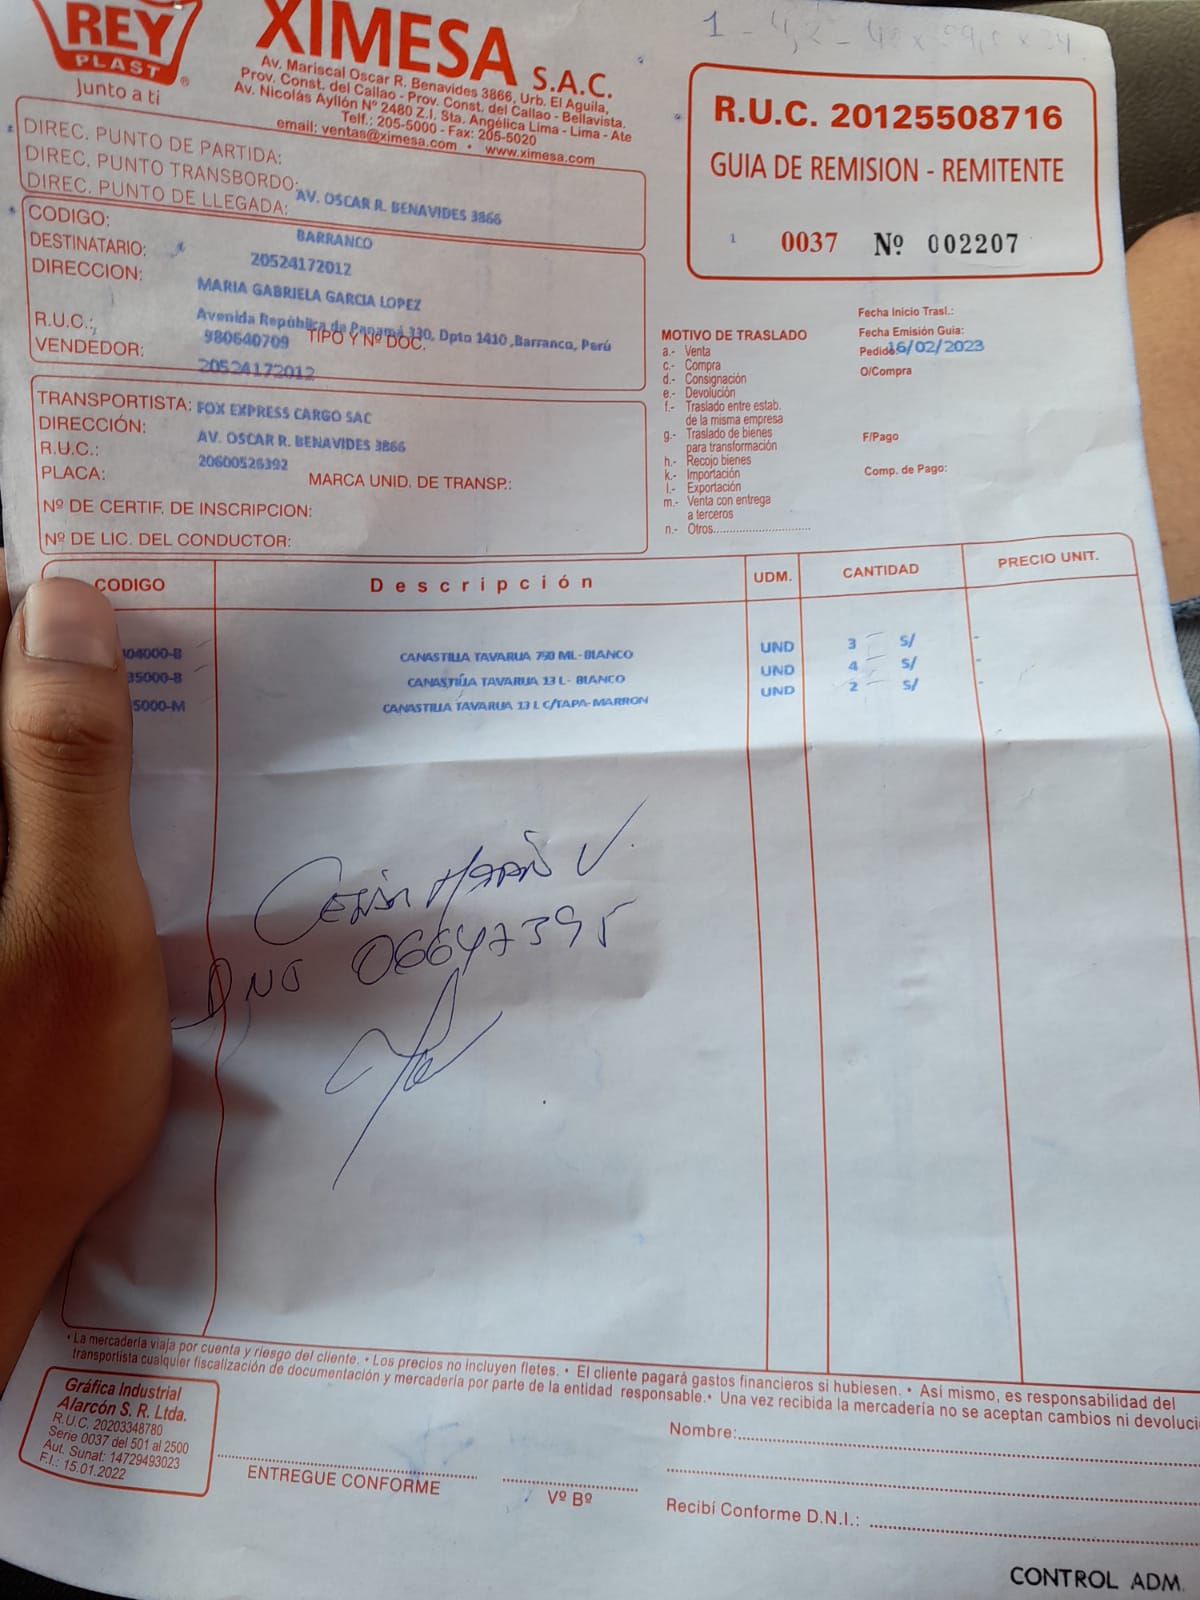 REY
PLAST
®
Junto a ti
XIMESA S.A.C.
Av. Mariscal Oscar R. Benavides 3866, Urb. El Aguila,
Prov. Const. del Callao - Prov. Const. del Callao - Bellavista.
Av. Nicolás Ayllón Nº 2480 Z.I. Sta. Angélica Lima - Lima - Ate
Telf.: 205-5000 - Fax: 205-5020
email: ventas@ximesa.com • www.ximesa.com
R.U.C. 20125508716
GUIA DE REMISION - REMITENTE
1 0037 Nº 002207
DIREC. PUNTO DE PARTIDA:
DIREC. PUNTO TRANSBORDO:
DIREC. PUNTO DE LLEGADA: AV. OSCAR R. BENAVIDES 3866
CODIGO: BARRANCO
DESTINATARIO: 20524172012
DIRECCION: MARIA GABRIELA GARCIA LOPEZ
Avenida República de Panamá 330, Dpto 1410 ,Barranco, Perú
R.U.C.: 980640709 TIPO Y Nº DOC.
VENDEDOR: 20524172012
TRANSPORTISTA: FOX EXPRESS CARGO SAC
DIRECCIÓN: AV. OSCAR R. BENAVIDES 3866
R.U.C.: 20600526392
PLACA: MARCA UNID. DE TRANSP.:
Nº DE CERTIF. DE INSCRIPCION:
Nº DE LIC. DEL CONDUCTOR:
MOTIVO DE TRASLADO
a.- Venta
c.- Compra
d.- Consignación
e.- Devolución
f.- Traslado entre estab.
de la misma empresa
g.- Traslado de bienes
para transformación
h.- Recojo bienes
k.- Importación
l.- Exportación
m.- Venta con entrega
a terceros
n.- Otros..............................
Fecha Inicio Trasl.:
Fecha Emisión Guia:
Pedido: 16/02/2023
O/Compra
F/Pago
Comp. de Pago:
CODIGO Descripción UDM. CANTIDAD PRECIO UNIT.
04000-B CANASTILLA TAVARUA 750 ML-BLANCO UND 3 S/ -
35000-B CANASTILLA TAVARUA 13 L- BLANCO UND 4 S/ -
5000-M CANASTILLA TAVARUA 13 L C/TAPA-MARRON UND 2 S/
V.
DNI 06647395
• La mercadería viaja por cuenta y riesgo del cliente. • Los precios no incluyen fletes. • El cliente pagará gastos financieros si hubiesen. • Así mismo, es responsabilidad del
transportista cualquier fiscalización de documentación y mercadería por parte de la entidad responsable.• Una vez recibida la mercadería no se aceptan cambios ni devoluci
Gráfica Industrial
Alarcón S. R. Ltda.
R.U.C. 20203348780
Serie 0037 del 501 al 2500
Aut. Sunat: 14729493023
F.I.: 15.01.2022
ENTREGUE CONFORME
Vº Bº
Nombre:
Recibí Conforme D.N.I.:
CONTROL ADM.